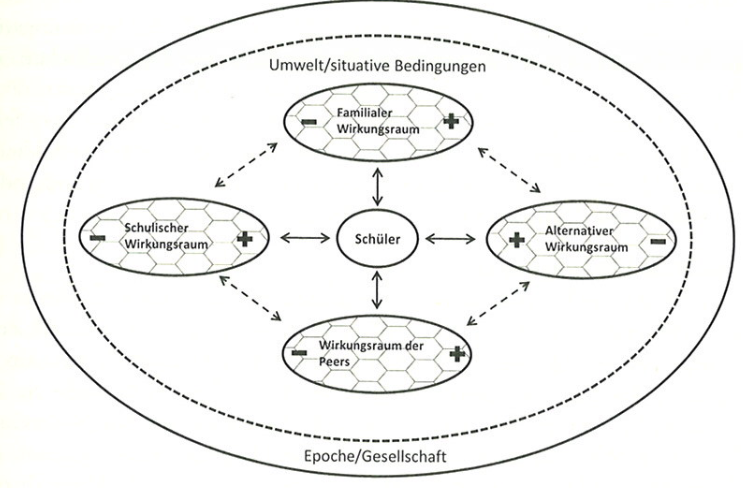 Umwelt/situative Bedingungen
Familialer
Wirkungsraum
- +
Schulischer
Wirkungsraum
- +
Schüler
Alternativer
Wirkungsraum
+ -
Wirkungsraum der
Peers
- +
Epoche/Gesellschaft